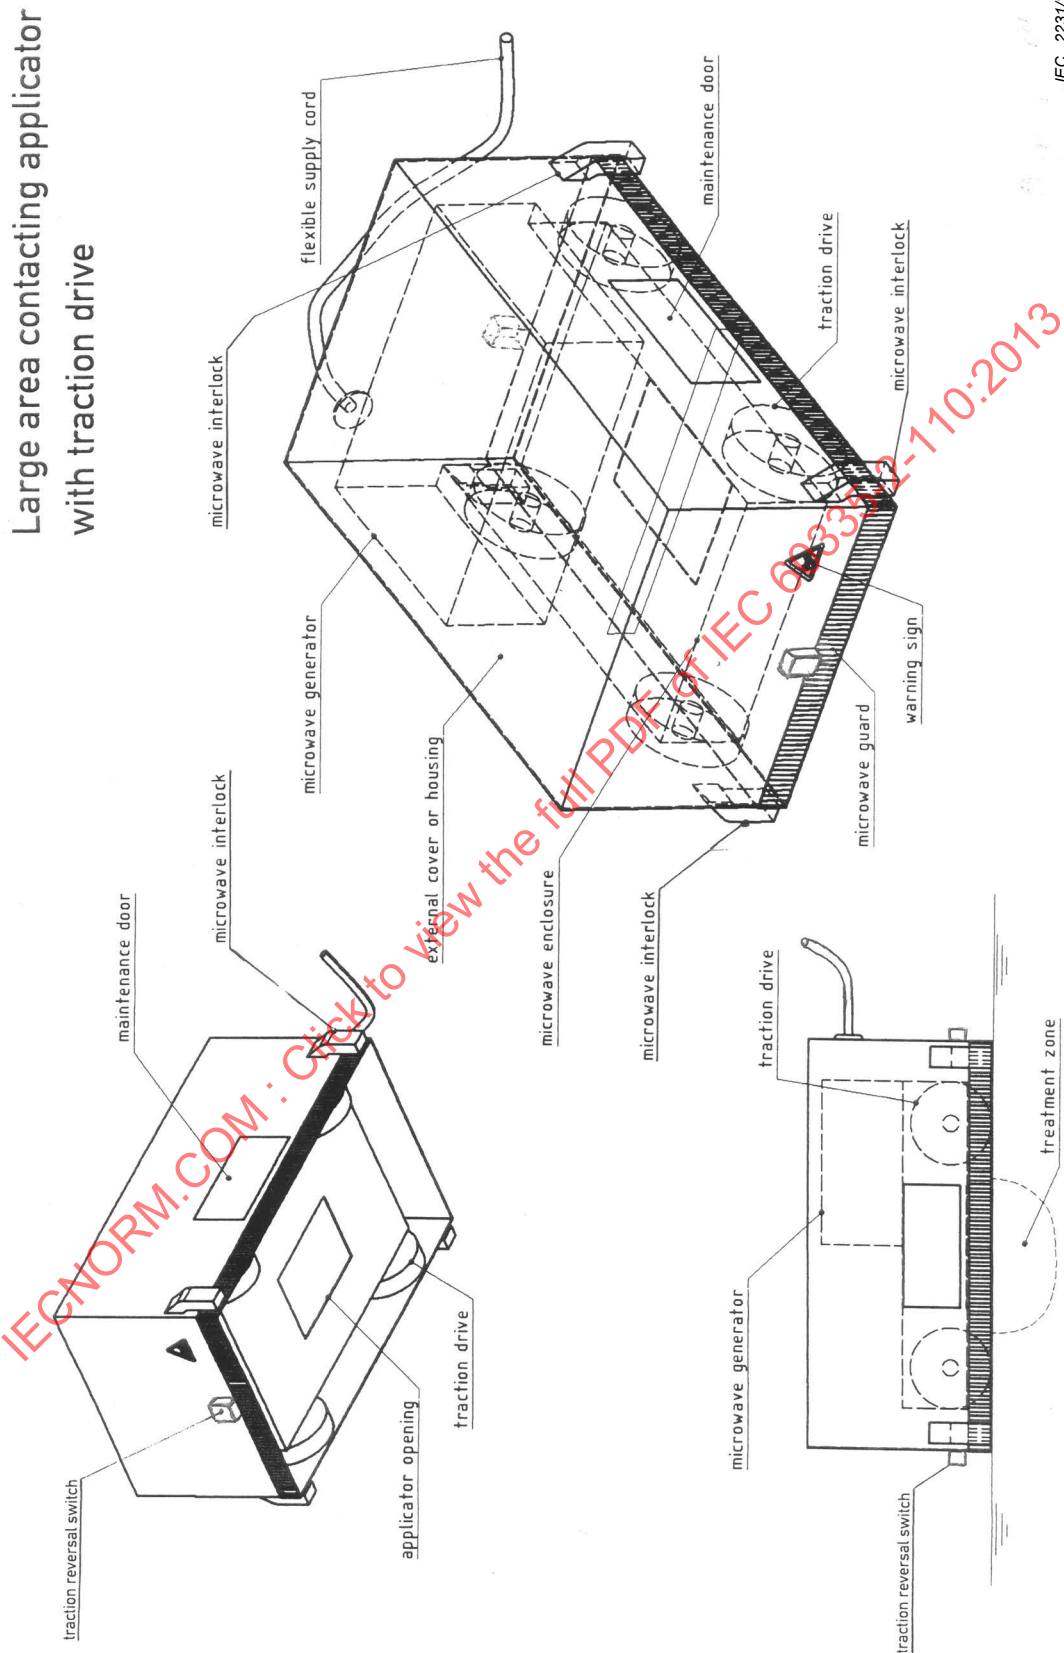 Large area contacting applicator
with traction drive
flexible supply cord
microwave interlock
maintenance door
traction drive
microwave interlock
microwave generator
external cover or housing
warning sign
microwave guard
microwave enclosure
microwave interlock
maintenance door
microwave interlock
traction reversal switch
applicator opening
traction drive
traction drive
treatment zone
microwave generator
traction reversal switch
IECNORM.COM : Click to view the full PDF of IEC 60335-2-110:2013
IEC 2231/